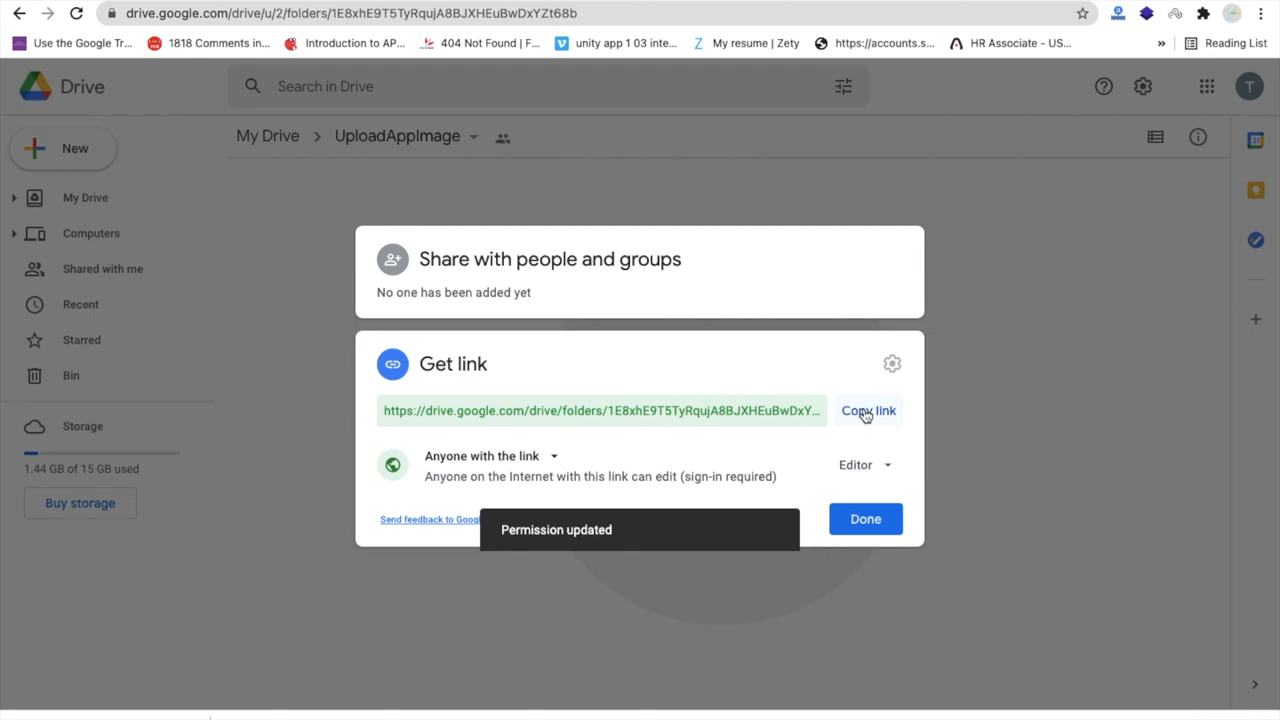 drive.google.com/drive/u/2/folders/1E8xhE9T5TyRqujA8BJXHEuBwDxYZt68b
Use the Google Tr...
1818 Comments in...
Introduction to AP...
404 Not Found | F...
unity app 1 03 inte...
My resume | Zety
https://accounts.s...
HR Associate - US...
»
Reading List
Drive
Search in Drive
T
New
My Drive > UploadAppImage
My Drive
Computers
Shared with me
Recent
Starred
Bin
Storage
1.44 GB of 15 GB used
Buy storage
Share with people and groups
No one has been added yet
Get link
https://drive.google.com/drive/folders/1E8xhE9T5TyRqujA8BJXHEuBwDxY...
Copy link
Anyone with the link
Anyone on the Internet with this link can edit (sign-in required)
Editor
Send feedback to Goog
Permission updated
Done